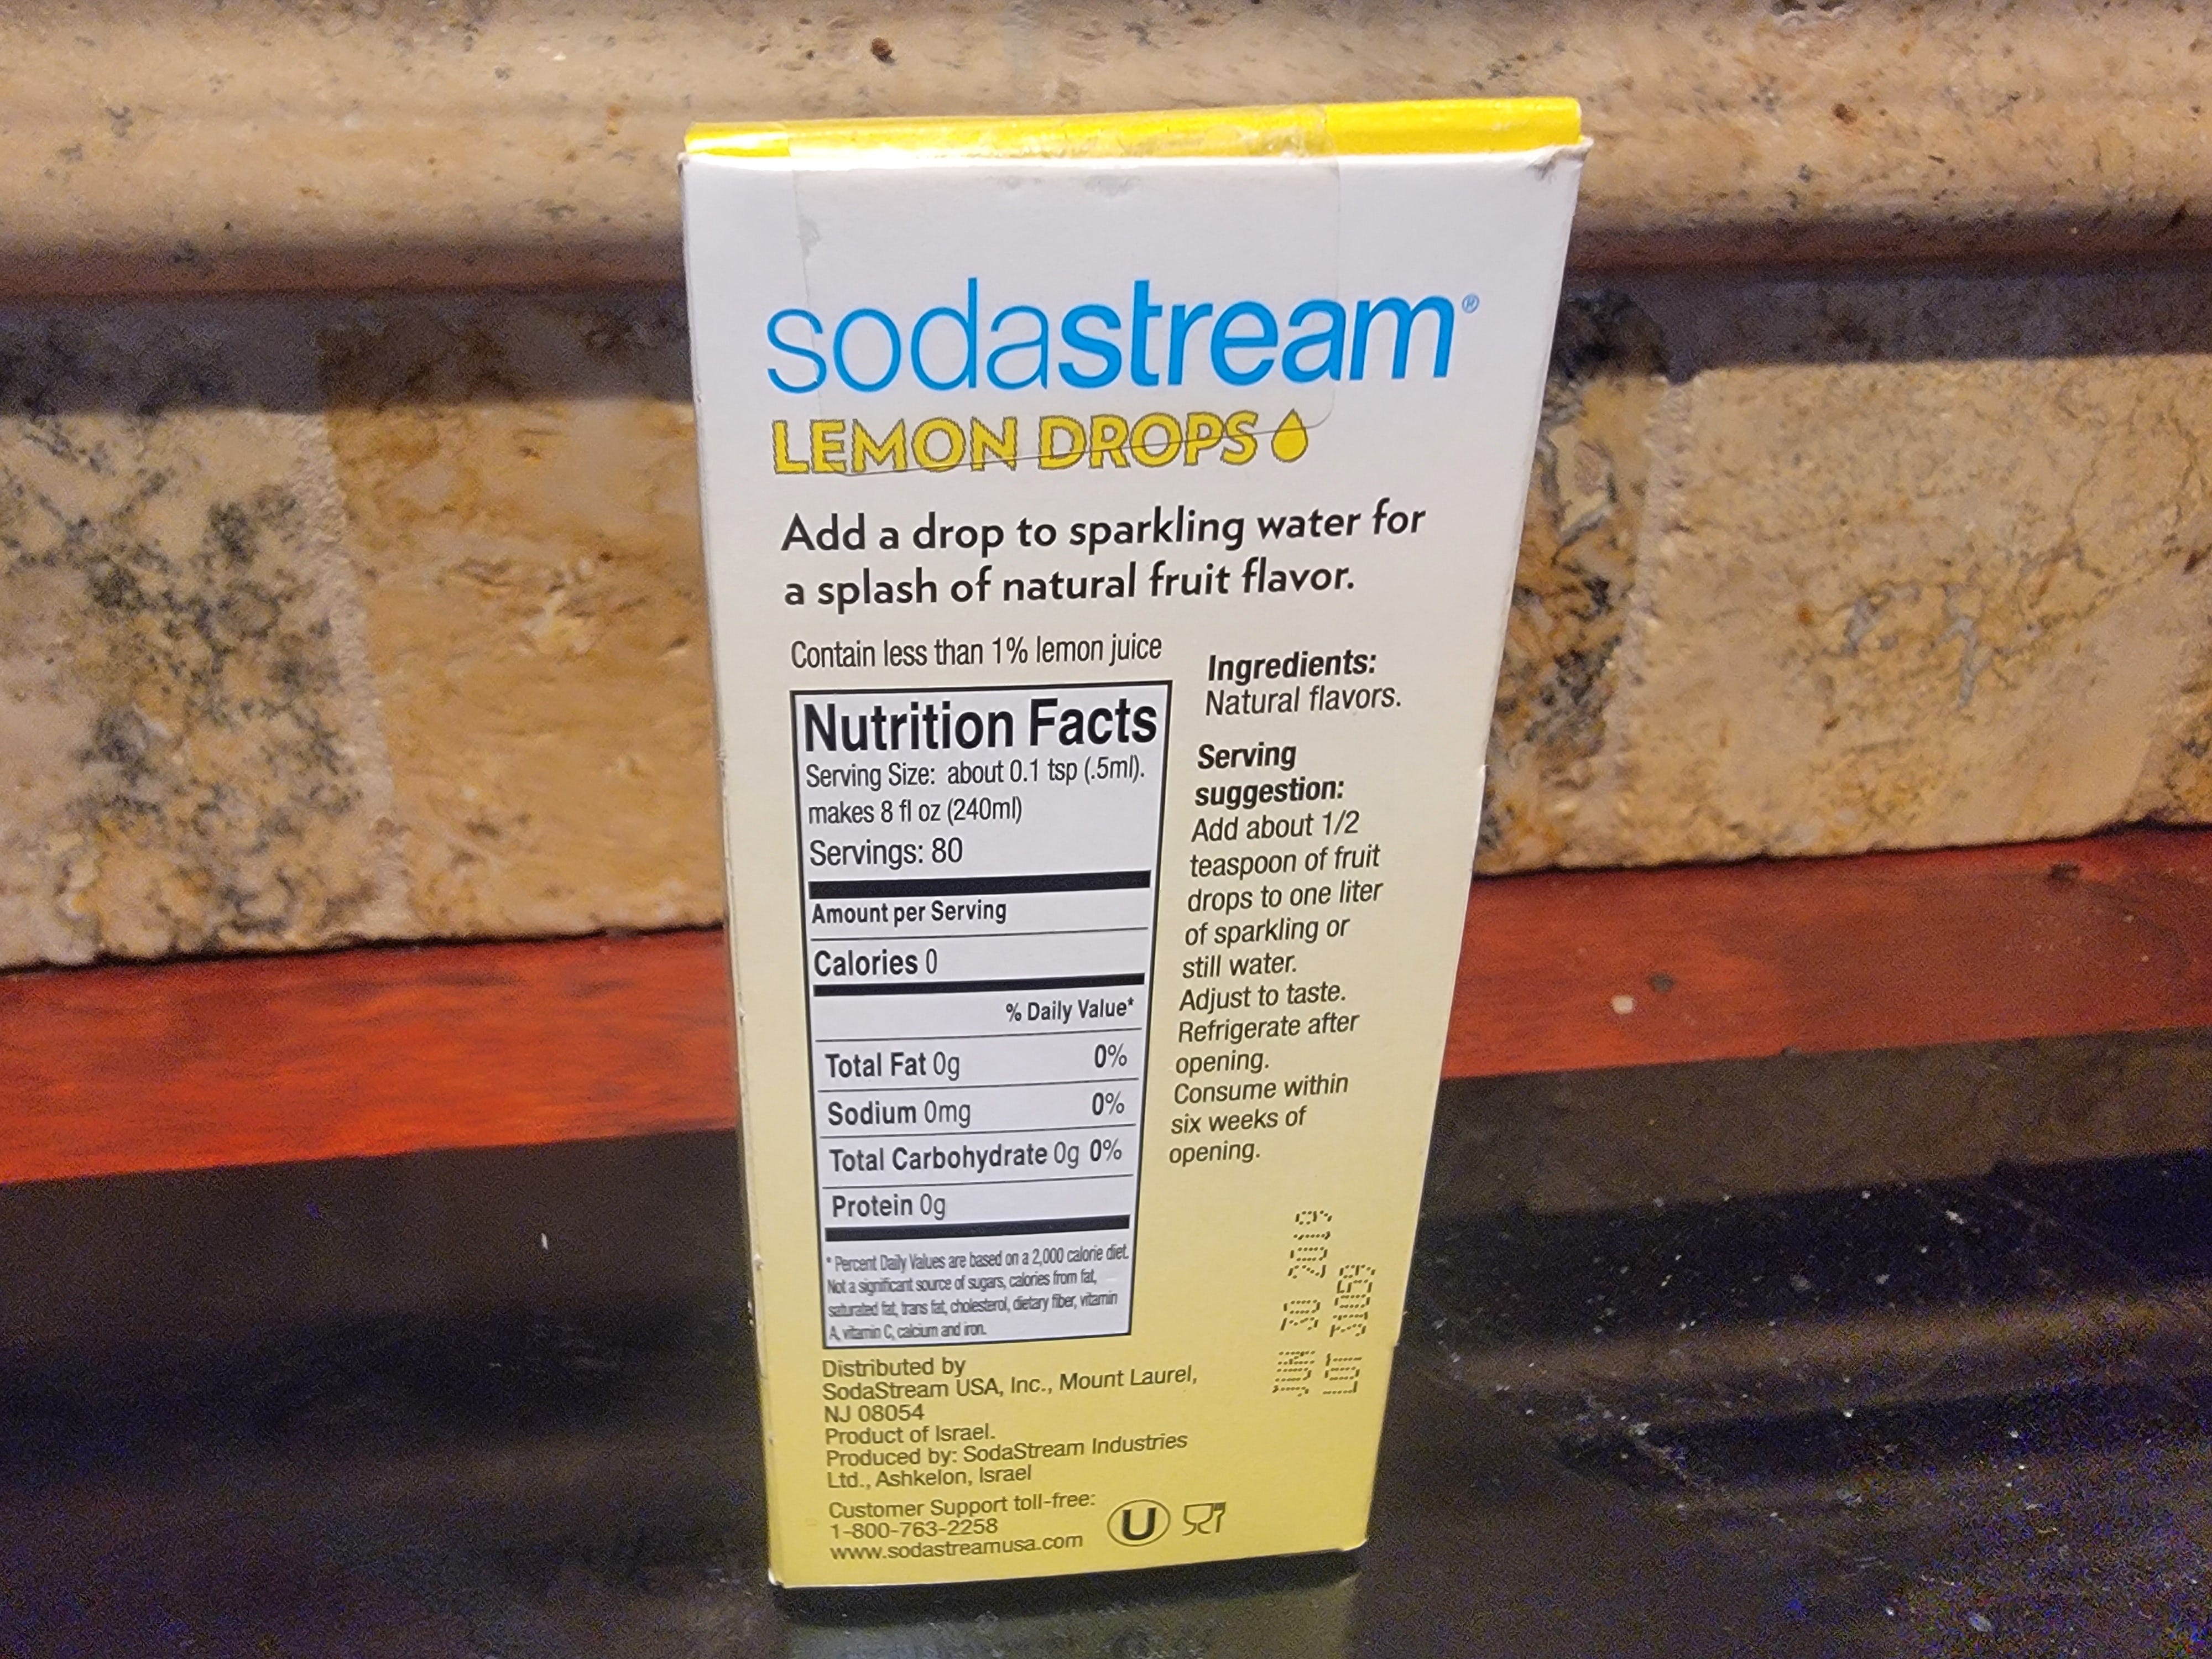 sodastream®
LEMON DROPS
Add a drop to sparkling water for
a splash of natural fruit flavor.
Contain less than 1% lemon juice
Nutrition Facts
Serving Size: about 0.1 tsp (.5ml).
makes 8 fl oz (240ml)
Servings: 80
Amount per Serving
Calories 0
% Daily Value*
Total Fat 0g 0%
Sodium 0mg 0%
Total Carbohydrate 0g 0%
Protein 0g
* Percent Daily Values are based on a 2,000 calorie diet.
Not a significant source of sugars, calories from fat,
saturated fat, trans fat, cholesterol, dietary fiber, vitamin
A, vitamin C, calcium and iron.
Ingredients:
Natural flavors.
Serving
suggestion:
Add about 1/2
teaspoon of fruit
drops to one liter
of sparkling or
still water.
Adjust to taste.
Refrigerate after
opening.
Consume within
six weeks of
opening.
Distributed by
SodaStream USA, Inc., Mount Laurel,
NJ 08054
Product of Israel.
Produced by: SodaStream Industries
Ltd., Ashkelon, Israel
Customer Support toll-free:
1-800-763-2258
www.sodastreamusa.com
U